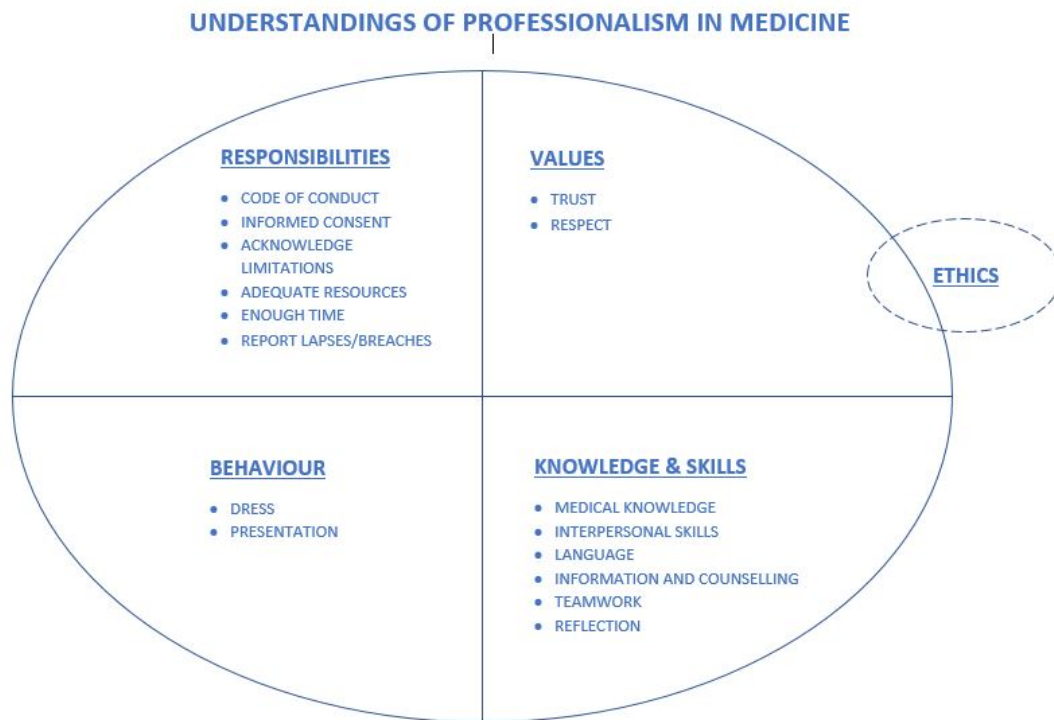 UNDERSTANDINGS OF PROFESSIONALISM IN MEDICINE
RESPONSIBILITIES
• CODE OF CONDUCT
• INFORMED CONSENT
• ACKNOWLEDGE
LIMITATIONS
• ADEQUATE RESOURCES
• ENOUGH TIME
• REPORT LAPSES/BREACHES
VALUES
• TRUST
• RESPECT
ETHICS
BEHAVIOUR
• DRESS
• PRESENTATION
KNOWLEDGE & SKILLS
• MEDICAL KNOWLEDGE
• INTERPERSONAL SKILLS
• LANGUAGE
• INFORMATION AND COUNSELLING
• TEAMWORK
• REFLECTION